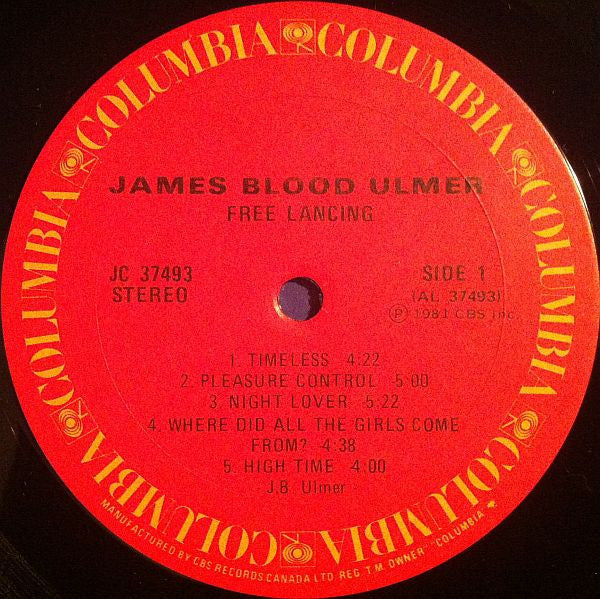 COLUMBIA COLUMBIA COLUMBIA COLUMBIA COLUMBIA COLUMBIA COLUMBIA COLUMBIA
JAMES BLOOD ULMER
FREE LANCING
JC 37493
STEREO
SIDE 1
(AL 37493)
Ⓟ 1981 CBS Inc.
1. TIMELESS 4:22
2. PLEASURE CONTROL 5:00
3. NIGHT LOVER 5:22
4. WHERE DID ALL THE GIRLS COME
FROM? 4:38
5. HIGH TIME 4:00
- J.B. Ulmer -
MANUFACTURED BY CBS RECORDS CANADA LTD. REG. T.M. OWNER "COLUMBIA"